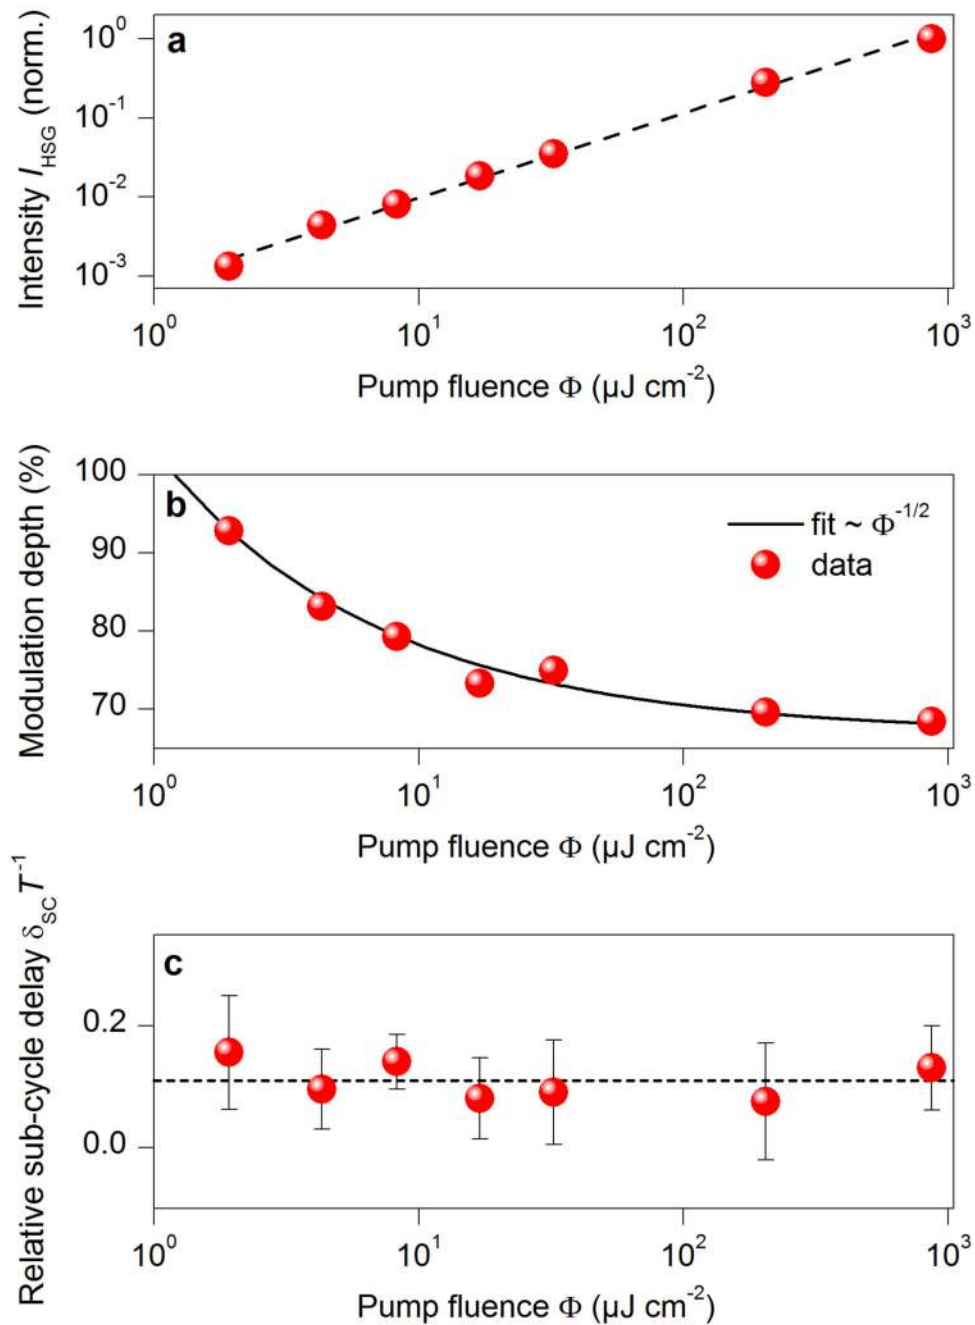 a
Intensity I_HSG (norm.)
10^0
10^-1
10^-2
10^-3
10^0 10^1 10^2 10^3
Pump fluence Φ (µJ cm^-2)
b
Modulation depth (%)
100
90
80
70
fit ~ Φ^-1/2
data
10^0 10^1 10^2 10^3
Pump fluence Φ (µJ cm^-2)
c
Relative sub-cycle delay δ_SC T^-1
0.2
0.0
10^0 10^1 10^2 10^3
Pump fluence Φ (µJ cm^-2)